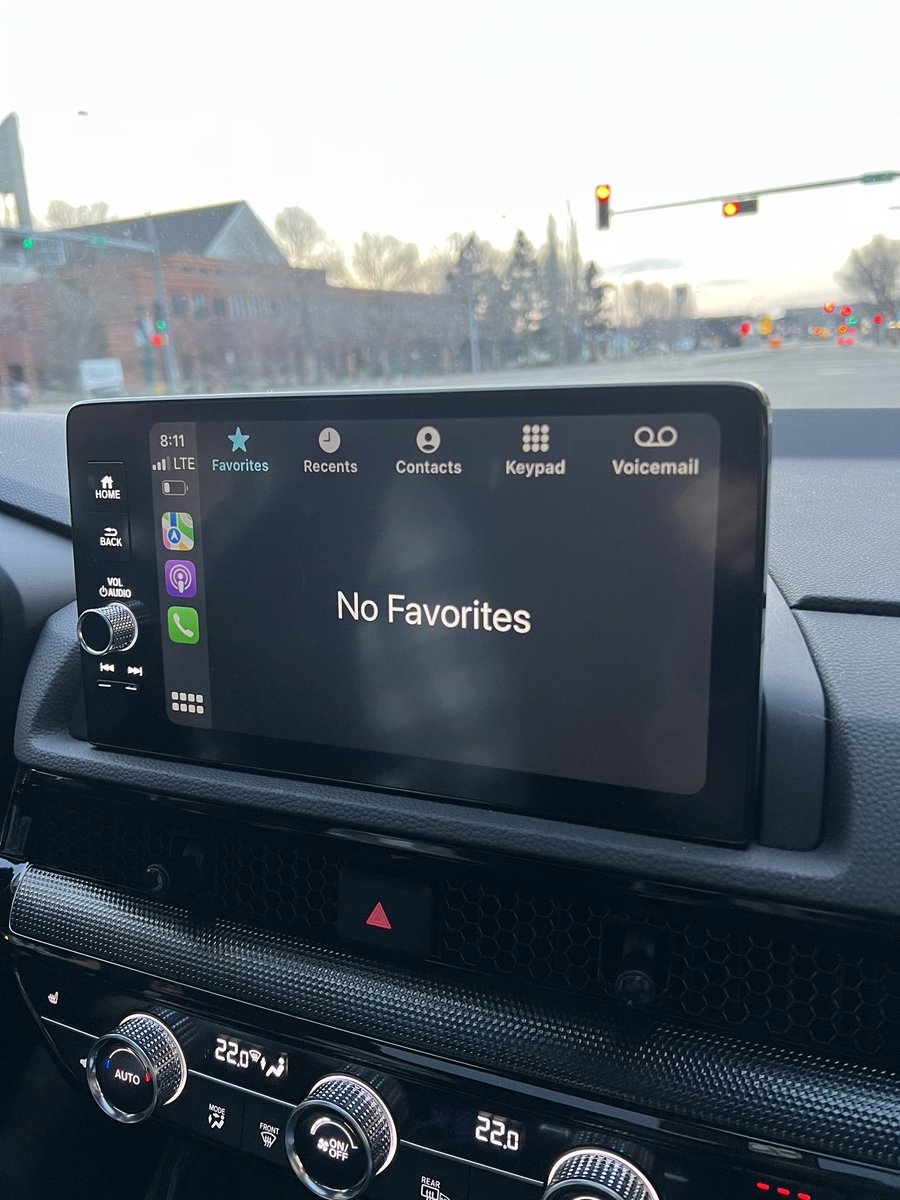 HOME
BACK
VOL
AUDIO
8:11
LTE
Favorites
Recents
Contacts
Keypad
Voicemail
No Favorites
AUTO
22.0
MODE
FRONT
ON/
OFF
22.0
REAR